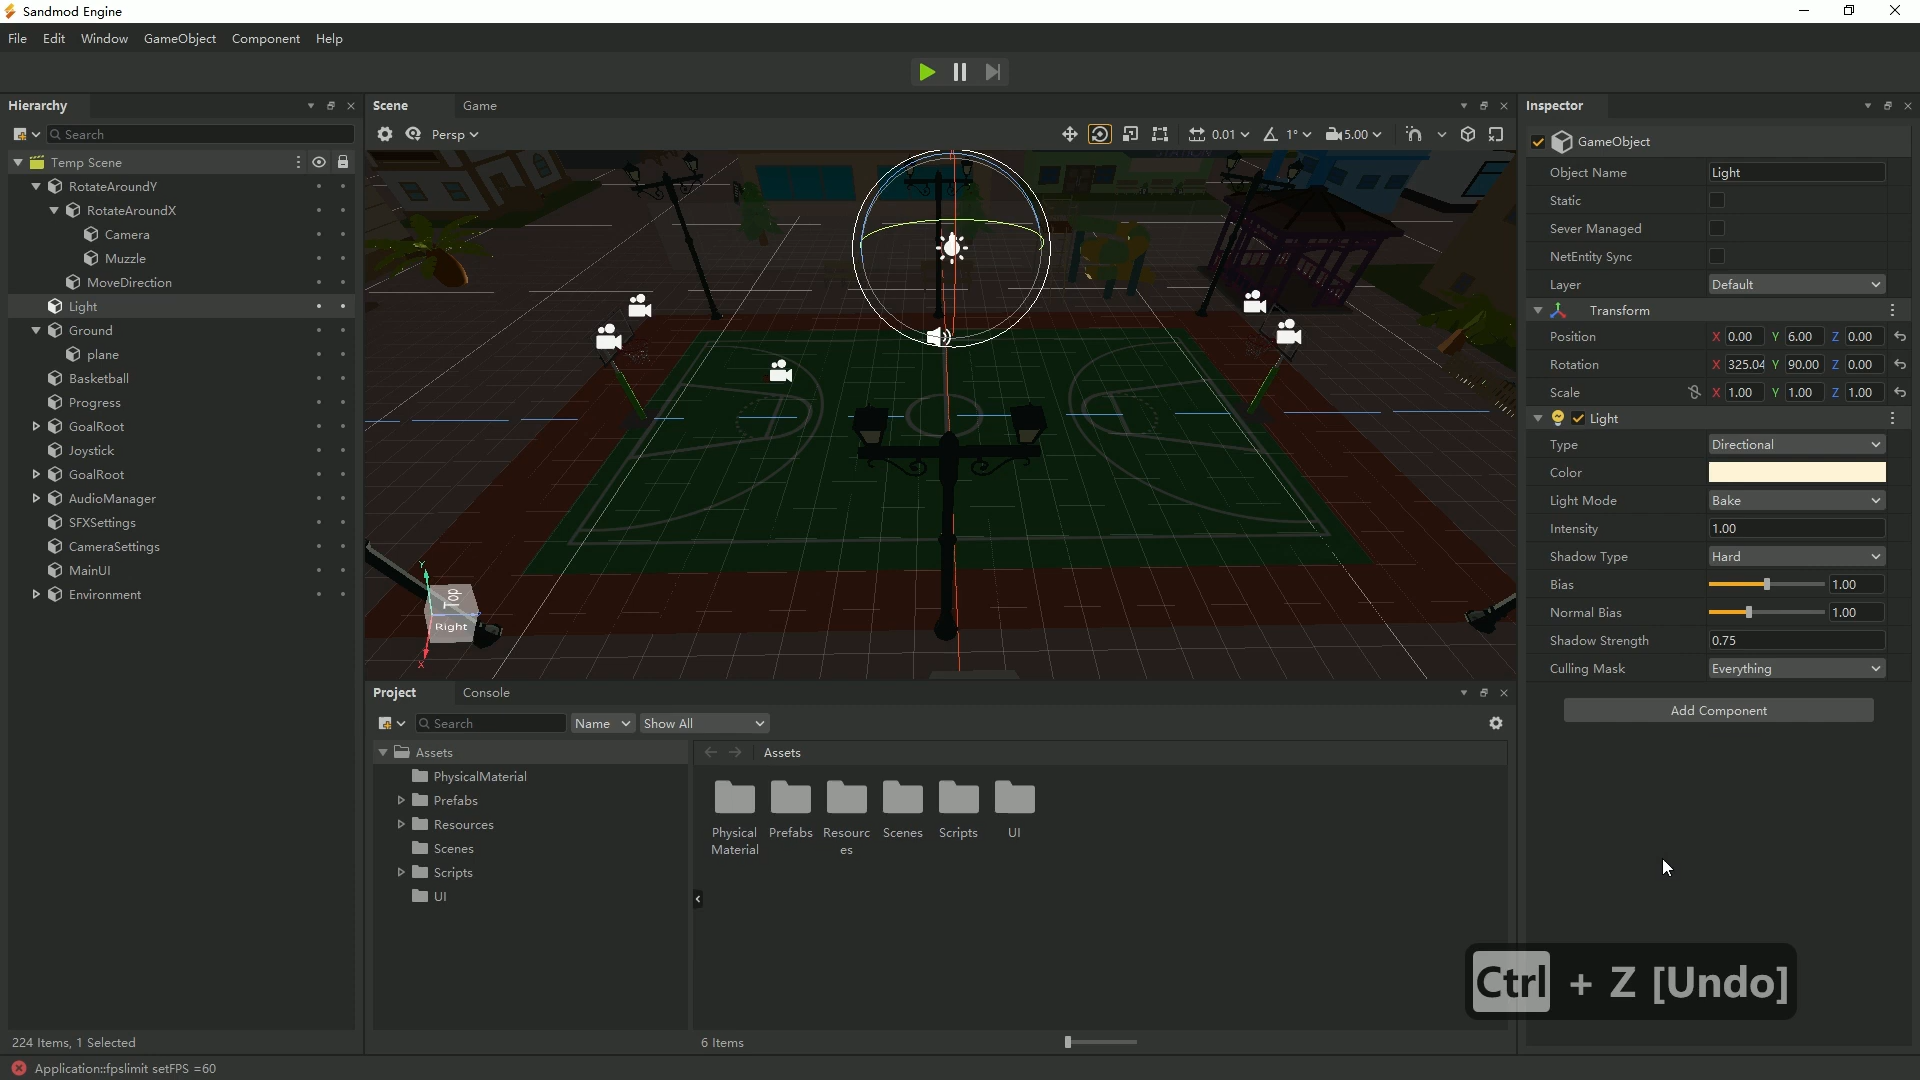 Sandmod Engine
File Edit Window GameObject Component Help
Hierarchy
Search
Temp Scene
RotateAroundY
RotateAroundX
Camera
Muzzle
MoveDirection
Light
Ground
plane
Basketball
Progress
GoalRoot
Joystick
GoalRoot
AudioManager
SFXSettings
CameraSettings
MainUI
Environment
224 Items, 1 Selected
Scene Game
Persp
0.01 1° 5.00
Y
Top
Right
X
Project Console
Search Name Show All
Assets
PhysicalMaterial
Prefabs
Resources
Scenes
Scripts
UI
Assets
Physical Prefabs Resourc Scenes Scripts UI
Material es
6 Items
Inspector
GameObject
Object Name Light
Static
Sever Managed
NetEntity Sync
Layer Default
Transform
Position X 0.00 Y 6.00 Z 0.00
Rotation X 325.04 Y 90.00 Z 0.00
Scale X 1.00 Y 1.00 Z 1.00
Light
Type Directional
Color
Light Mode Bake
Intensity 1.00
Shadow Type Hard
Bias 1.00
Normal Bias 1.00
Shadow Strength 0.75
Culling Mask Everything
Add Component
Ctrl + Z [Undo]
Application::fpslimit setFPS =60